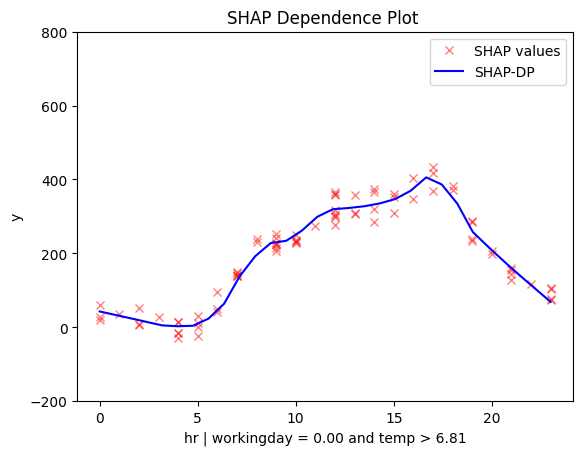 SHAP Dependence Plot
SHAP values
SHAP-DP
800
600
400
200
0
−200
y
0 5 10 15 20
hr | workingday = 0.00 and temp > 6.81